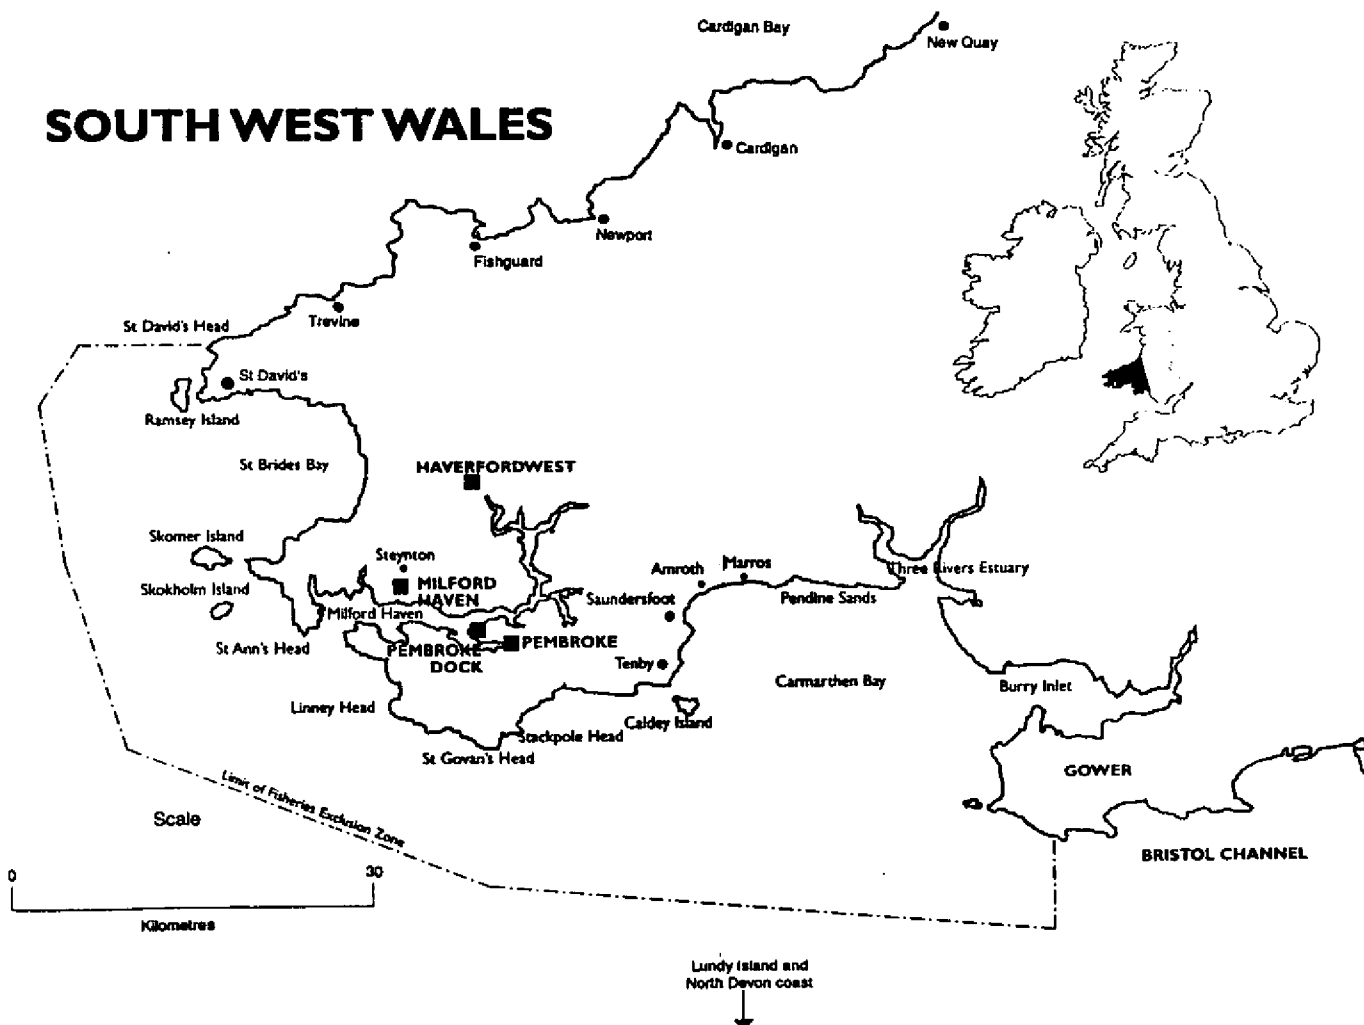 Cardigan Bay
New Quay
SOUTH WEST WALES
Cardigan
Newport
Fishguard
Trevine
St David's Head
St David's
Ramsey Island
St Brides Bay
HAVERFORDWEST
Skomer Island
Steynton
Amroth
Marros
Three Rivers Estuary
Skokholm Island
MILFORD
HAVEN
Saundersfoot
Pendine Sands
Milford Haven
St Ann's Head
PEMBROKE
DOCK
PEMBROKE
Tenby
Carmarthen Bay
Burry Inlet
Linney Head
Caldey Island
Stackpole Head
St Govan's Head
GOWER
Limit of Fisheries Exclusion Zone
Scale
BRISTOL CHANNEL
0
30
Kilometres
Lundy Island and
North Devon coast